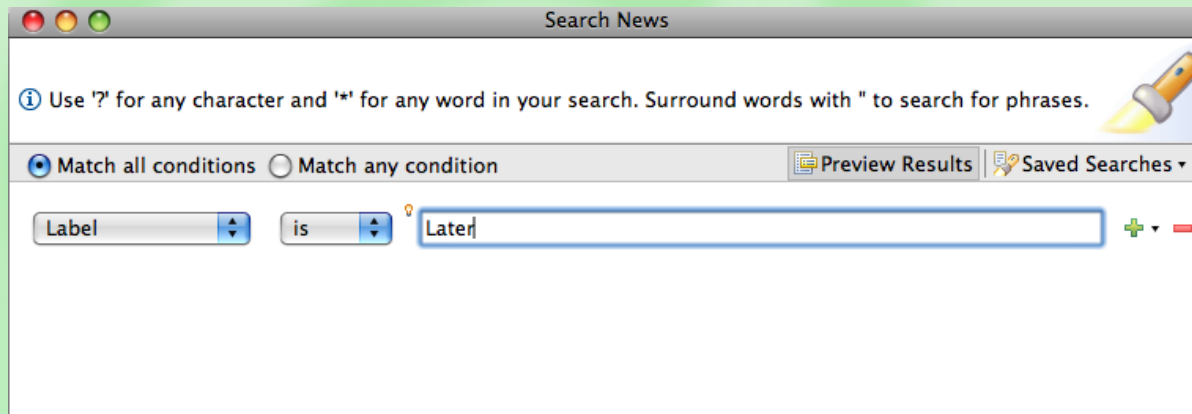 Search News
Use '?' for any character and '*' for any word in your search. Surround words with " to search for phrases.
Match all conditions Match any condition Preview Results Saved Searches
Label is Later